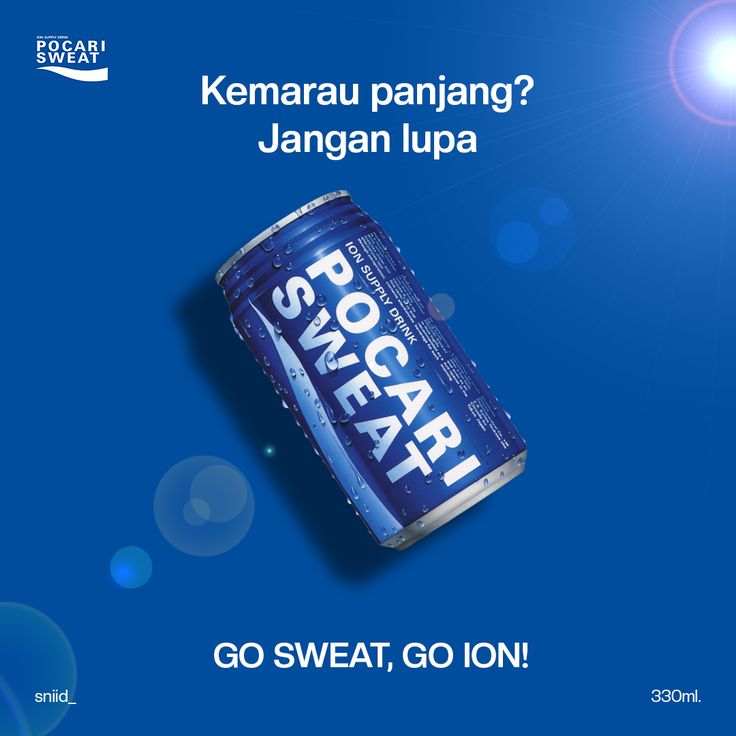 ION SUPPLY DRINK
POCARI
SWEAT
Kemarau panjang?
Jangan lupa
ION SUPPLY DRINK
POCARI
SWEAT
GO SWEAT, GO ION!
sniid_
330ml.